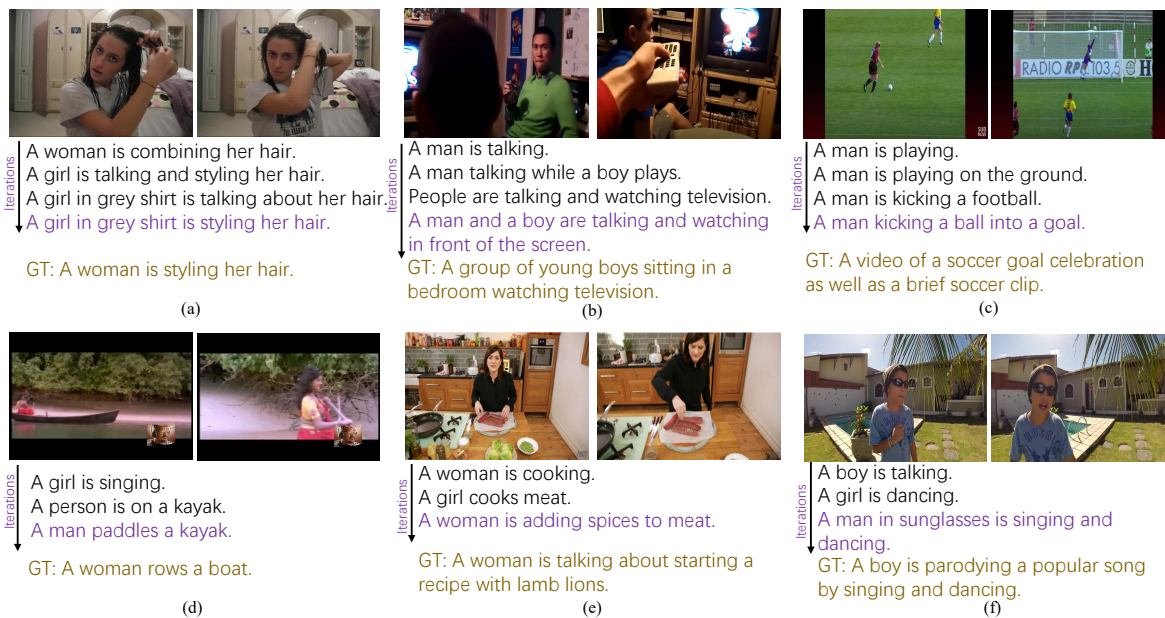 Iterations
A woman is combining her hair.
A girl is talking and styling her hair.
A girl in grey shirt is talking about her hair.
A girl in grey shirt is styling her hair.
GT: A woman is styling her hair.
(a)
Iterations
A man is talking.
A man talking while a boy plays.
People are talking and watching television.
A man and a boy are talking and watching
in front of the screen.
GT: A group of young boys sitting in a
bedroom watching television.
(b)
RADIO RPR 103,5
Iterations
A man is playing.
A man is playing on the ground.
A man is kicking a football.
A man kicking a ball into a goal.
GT: A video of a soccer goal celebration
as well as a brief soccer clip.
(c)
Iterations
A girl is singing.
A person is on a kayak.
A man paddles a kayak.
GT: A woman rows a boat.
(d)
Iterations
A woman is cooking.
A girl cooks meat.
A woman is adding spices to meat.
GT: A woman is talking about starting a
recipe with lamb lions.
(e)
Iterations
A boy is talking.
A girl is dancing.
A man in sunglasses is singing and
dancing.
GT: A boy is parodying a popular song
by singing and dancing.
(f)